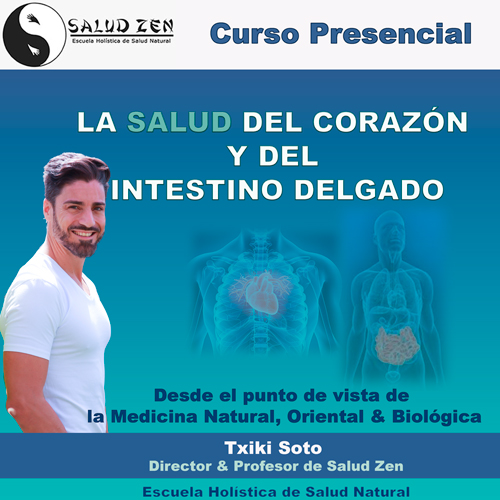 SALUD ZEN
Escuela Holística de Salud Natural
Curso Presencial
LA SALUD DEL CORAZÓN
Y DEL
INTESTINO DELGADO
Desde el punto de vista de
la Medicina Natural, Oriental & Biológica
Txiki Soto
Director & Profesor de Salud Zen
Escuela Holística de Salud Natural